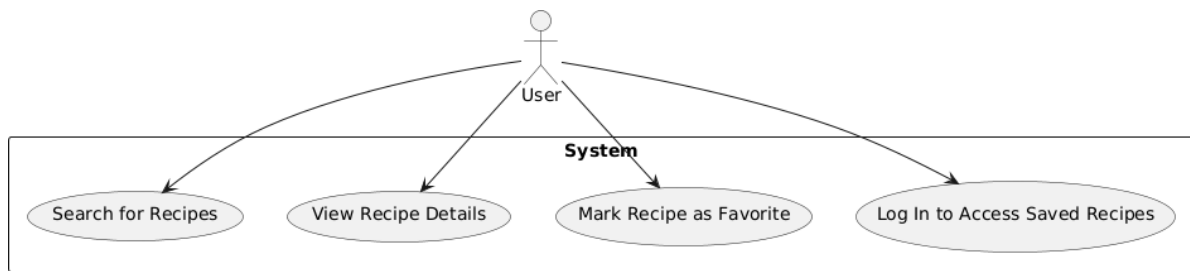 User
System
Search for Recipes
View Recipe Details
Mark Recipe as Favorite
Log In to Access Saved Recipes